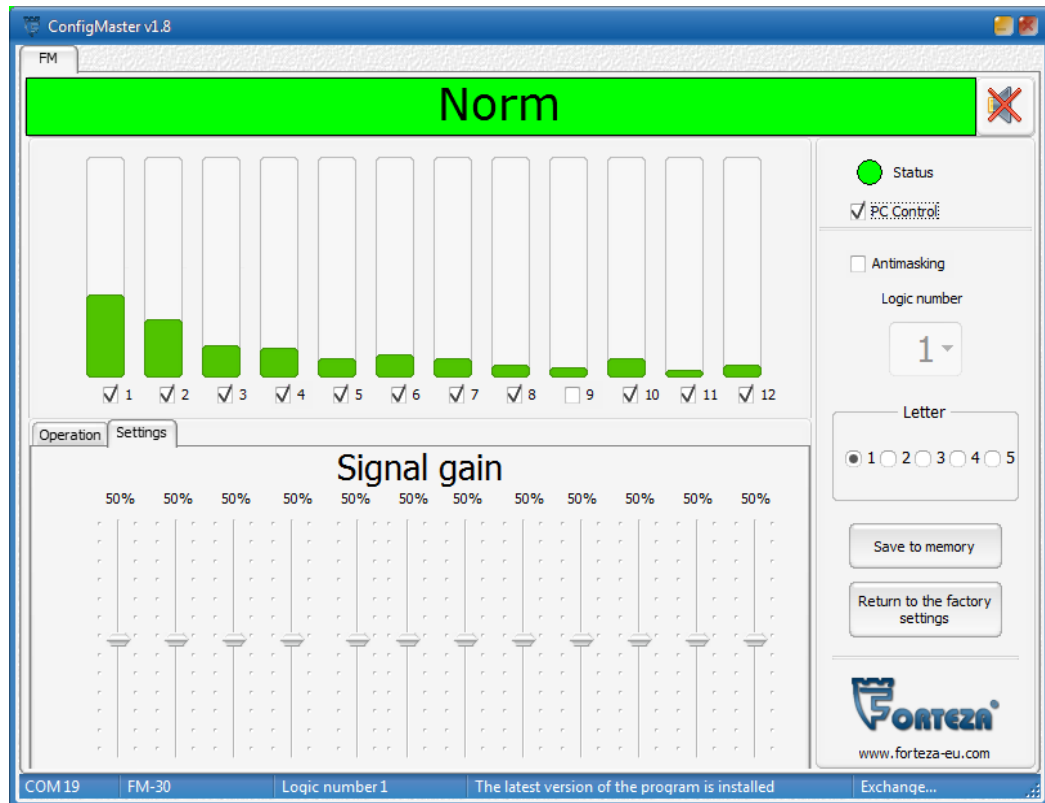 ConfigMaster v1.8
FM
Norm
Status
PC Control
Antimasking
Logic number
1
1 2 3 4 5 6 7 8 9 10 11 12
Letter
1 2 3 4 5
Operation Settings
Signal gain
50% 50% 50% 50% 50% 50% 50% 50% 50% 50% 50% 50%
Save to memory
Return to the factory
settings
FORTEZA
www.forteza-eu.com
COM 19 FM-30 Logic number 1 The latest version of the program is installed Exchange...